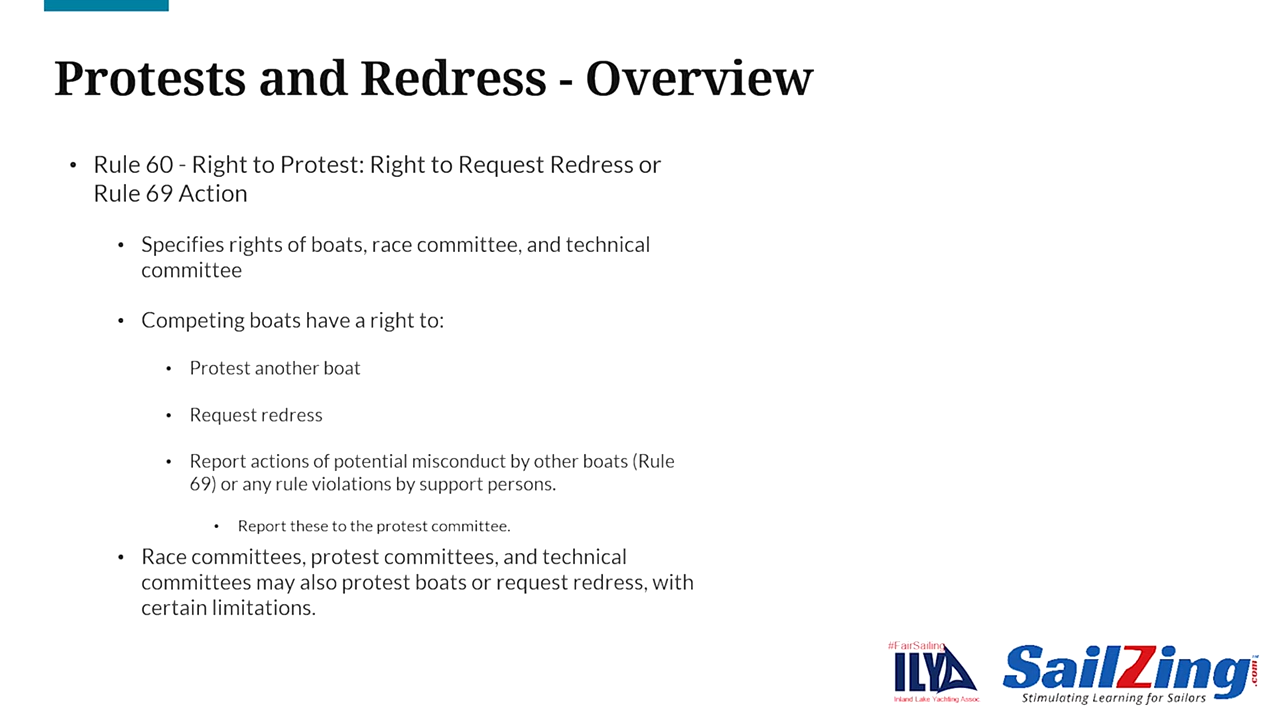 Protests and Redress - Overview
• Rule 60 - Right to Protest: Right to Request Redress or
Rule 69 Action
• Specifies rights of boats, race committee, and technical
committee
• Competing boats have a right to:
• Protest another boat
• Request redress
• Report actions of potential misconduct by other boats (Rule
69) or any rule violations by support persons.
• Report these to the protest committee.
• Race committees, protest committees, and technical
committees may also protest boats or request redress, with
certain limitations.
#FairSailing
ILYA
Inland Lake Yachting Assoc.
SailZing.com
Stimulating Learning for Sailors